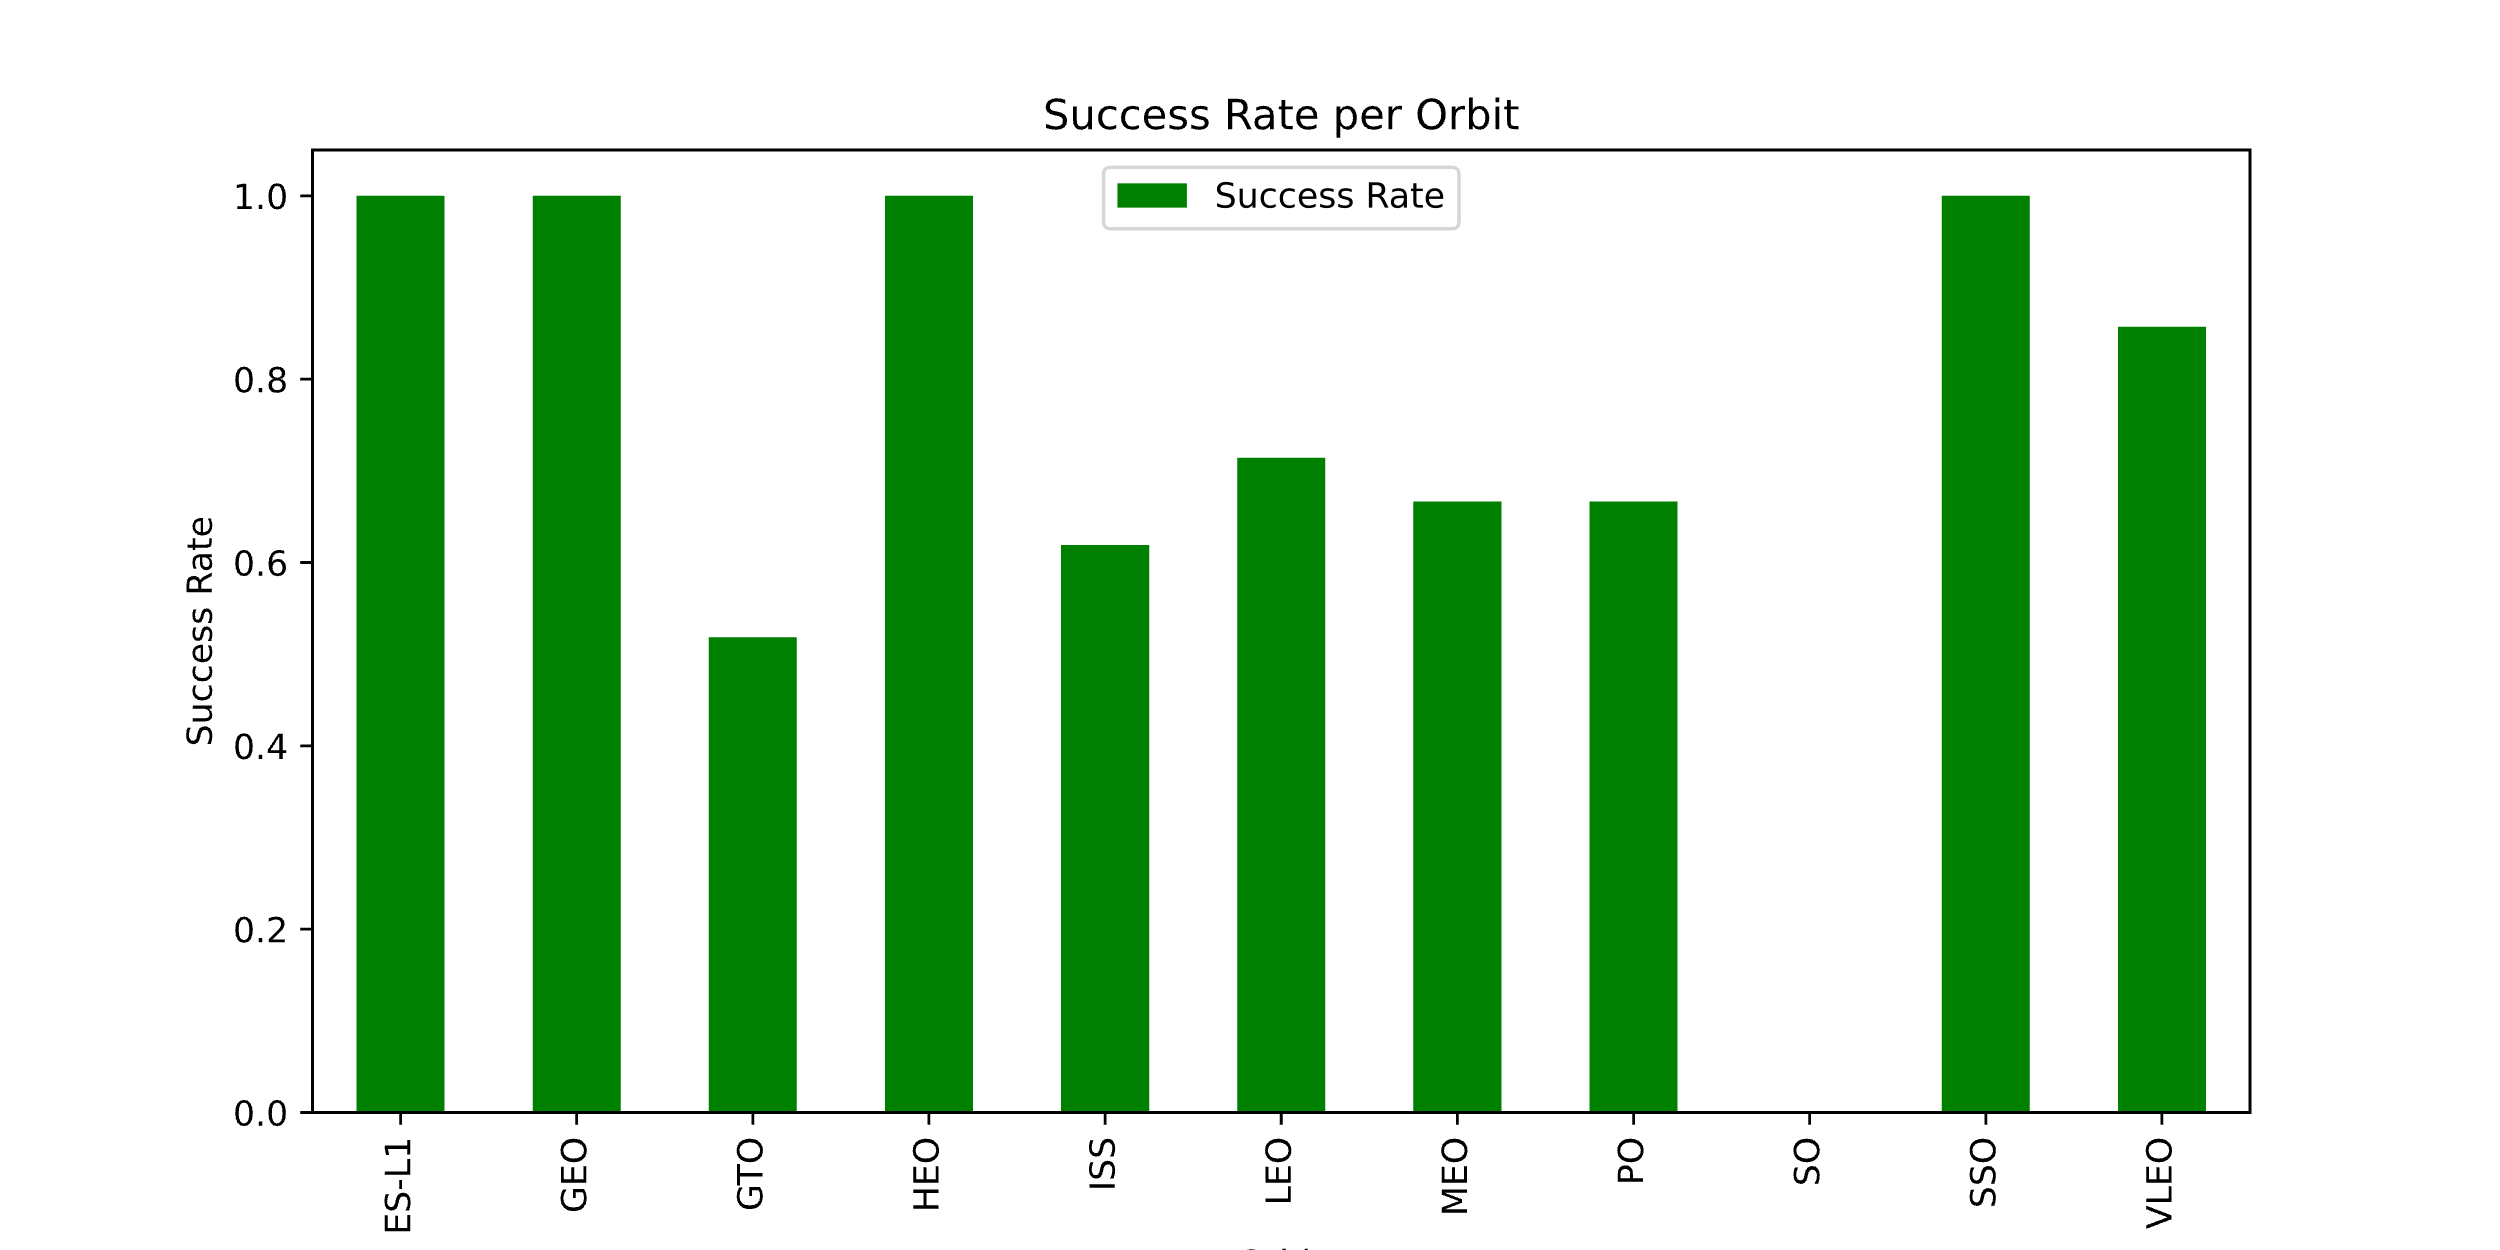 Success Rate per Orbit
Success Rate
1.0
0.8
0.6
0.4
0.2
0.0
Success Rate
ES-L1
GEO
GTO
HEO
ISS
LEO
MEO
PO
SO
SSO
VLEO